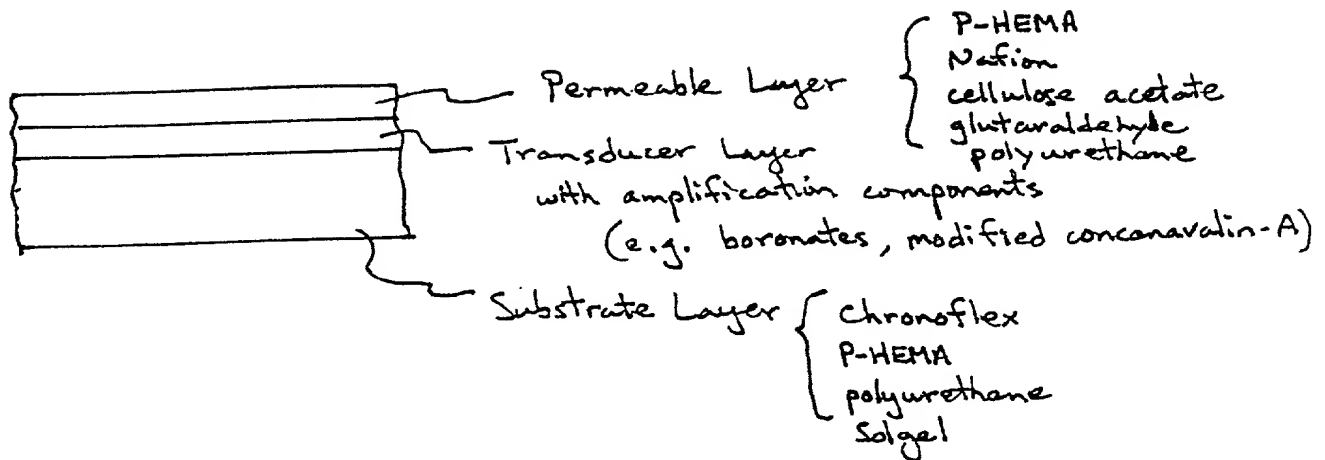 Permeable Layer
P-HEMA
Nafion
cellulose acetate
glutaraldehyde
polyurethane
Transducer Layer
with amplification components
(e.g. boronates, modified conconavalin-A)
Substrate Layer
Chronoflex
P-HEMA
polyurethane
Solgel